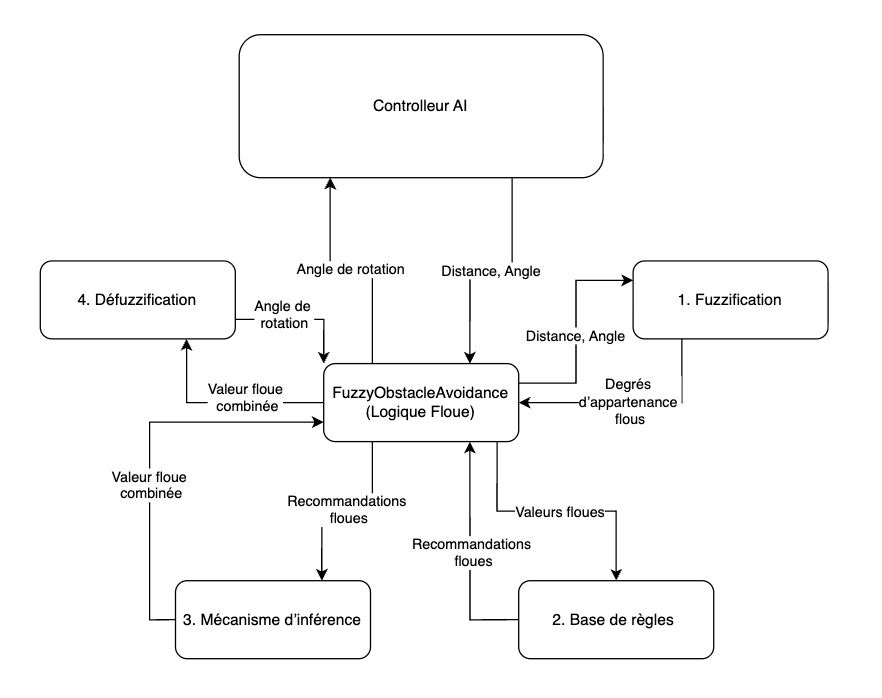 Controlleur AI
Angle de rotation
Distance, Angle
4. Défuzzification
1. Fuzzification
Angle de
rotation
Distance, Angle
FuzzyObstacleAvoidance
(Logique Floue)
Degrés
d'appartenance
flous
Valeur floue
combinée
Valeur floue
combinée
Recommandations
floues
Valeurs floues
Recommandations
floues
3. Mécanisme d'inférence
2. Base de règles